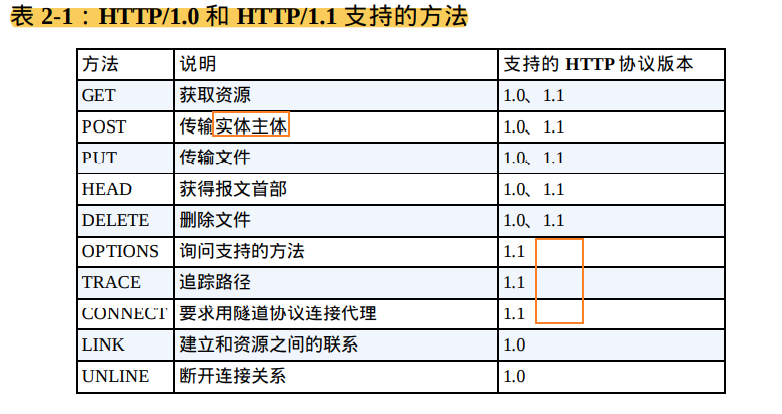 表 2-1：HTTP/1.0 和 HTTP/1.1 支持的方法
方法 说明 支持的 HTTP 协议版本
GET 获取资源 1.0、1.1
POST 传输实体主体 1.0、1.1
PUT 传输文件 1.0、1.1
HEAD 获得报文首部 1.0、1.1
DELETE 删除文件 1.0、1.1
OPTIONS 询问支持的方法 1.1
TRACE 追踪路径 1.1
CONNECT 要求用隧道协议连接代理 1.1
LINK 建立和资源之间的联系 1.0
UNLINE 断开连接关系 1.0